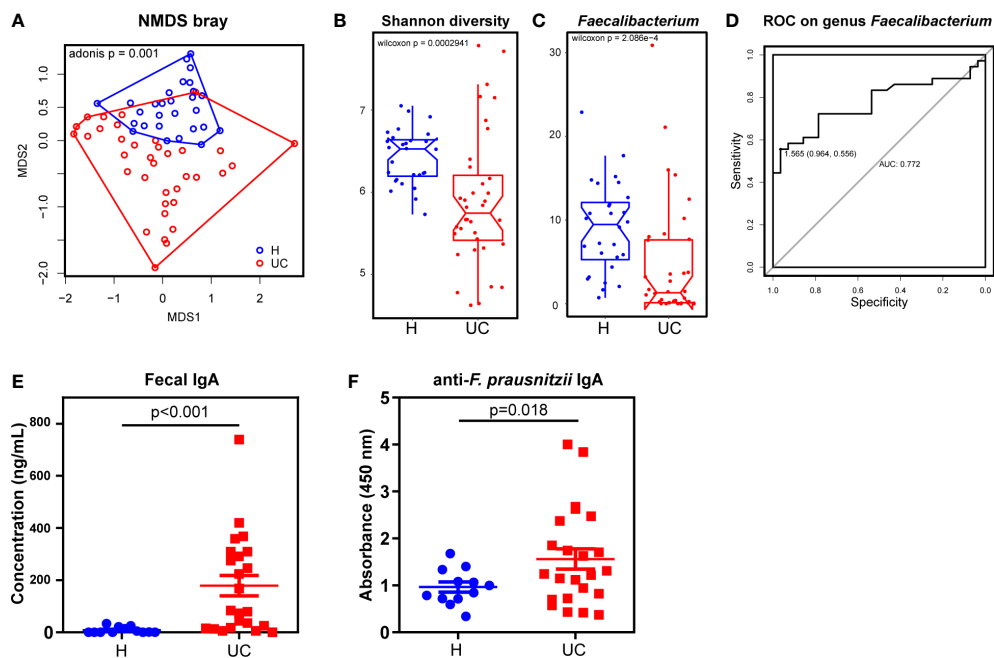 A
NMDS bray
adonis p = 0.001
1.0
0.5
0.0
-1.0
-2.0
MDS2
−2
−1
0
1
2
MDS1
H
UC
B
Shannon diversity
wilcoxon p = 0.0002941
7
6
5
H
UC
C
Faecalibacterium
wilcoxon p = 2.086e−4
30
20
10
0
H
UC
D
ROC on genus Faecalibacterium
Sensitivity
1.0
0.8
0.6
0.4
0.2
0.0
1.565 (0.964, 0.556)
AUC: 0.772
1.0
0.8
0.6
0.4
0.2
0.0
Specificity
E
Fecal IgA
p<0.001
Concentration (ng/mL)
800
600
400
200
0
H
UC
F
anti-F. prausnitzii IgA
p=0.018
Absorbance (450 nm)
5
4
3
2
1
0
H
UC